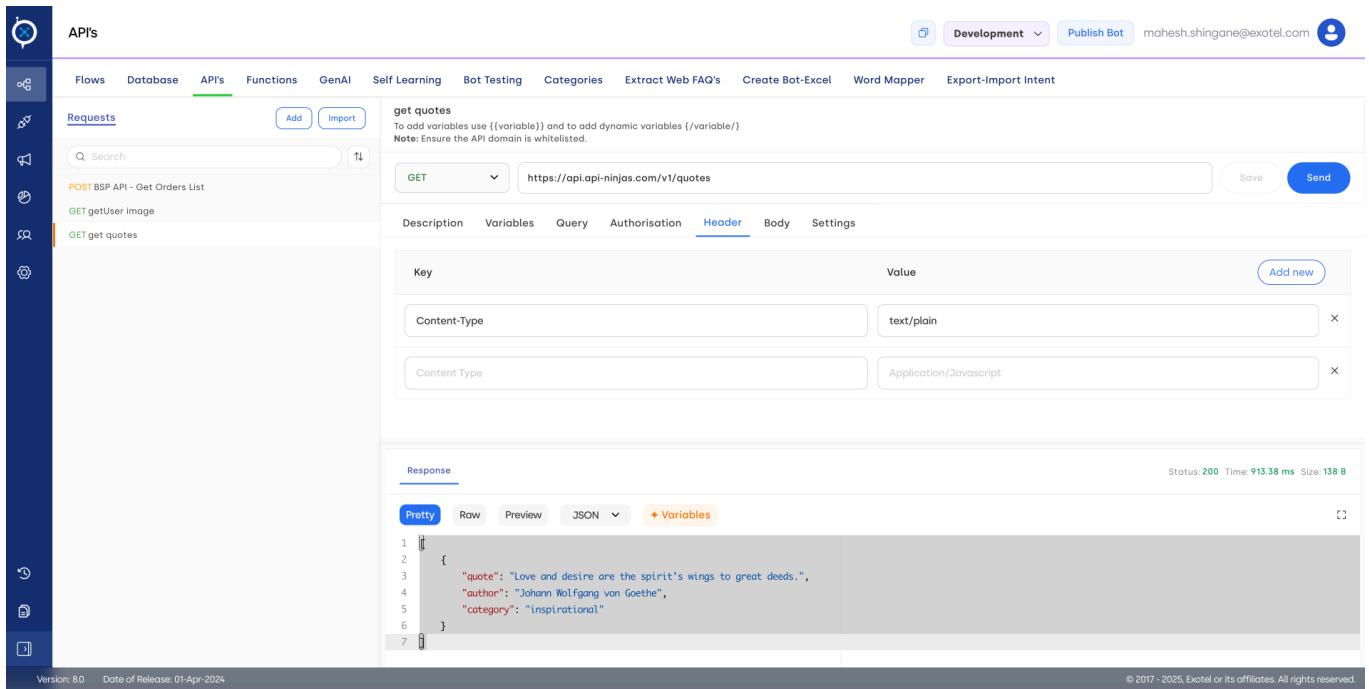 API's
Development
Publish Bot
mahesh.shingane@exotel.com
Flows Database API's Functions GenAI Self Learning Bot Testing Categories Extract Web FAQ's Create Bot-Excel Word Mapper Export-Import Intent
Requests
Add
Import
Search
POST BSP API - Get Orders List
GET getUser image
GET get quotes
get quotes
To add variables use {{variable}} and to add dynamic variables {/variable/}
Note: Ensure the API domain is whitelisted.
GET
https://api.api-ninjas.com/v1/quotes
Save
Send
Description Variables Query Authorisation Header Body Settings
Key Value Add new
Content-Type text/plain
Content Type Application/Javascript
Response
Status: 200 Time: 913.38 ms Size: 138 B
Pretty Raw Preview JSON + Variables
1 [
2 {
3 "quote": "Love and desire are the spirit's wings to great deeds.",
4 "author": "Johann Wolfgang von Goethe",
5 "category": "inspirational"
6 }
7 ]
Version: 8.0 Date of Release: 01-Apr-2024
© 2017 - 2025, Exotel or its affiliates. All rights reserved.